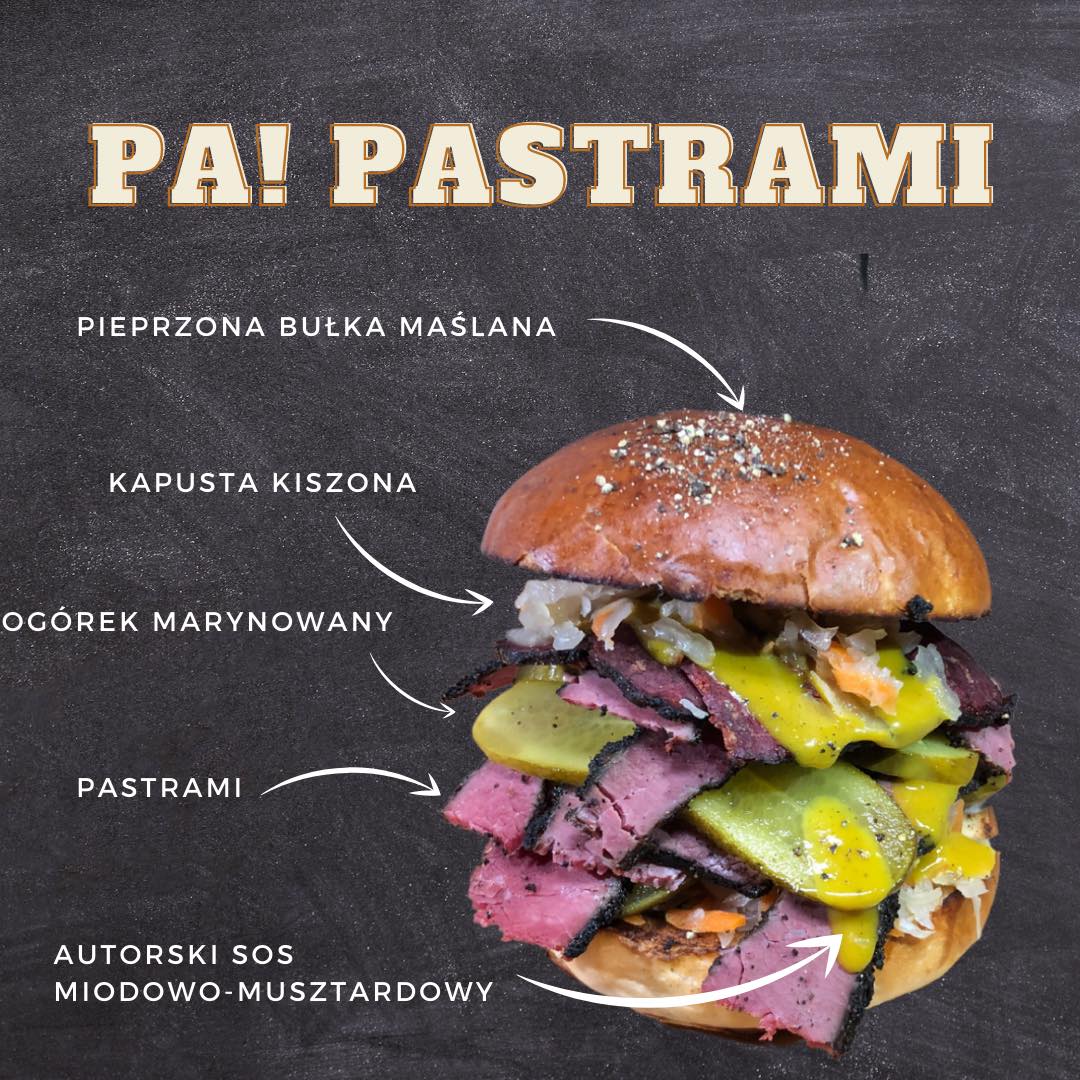 PA! PASTRAMI
PIEPRZONA BUŁKA MAŚLANA
KAPUSTA KISZONA
OGÓREK MARYNOWANY
PASTRAMI
AUTORSKI SOS
MIODOWO-MUSZTARDOWY